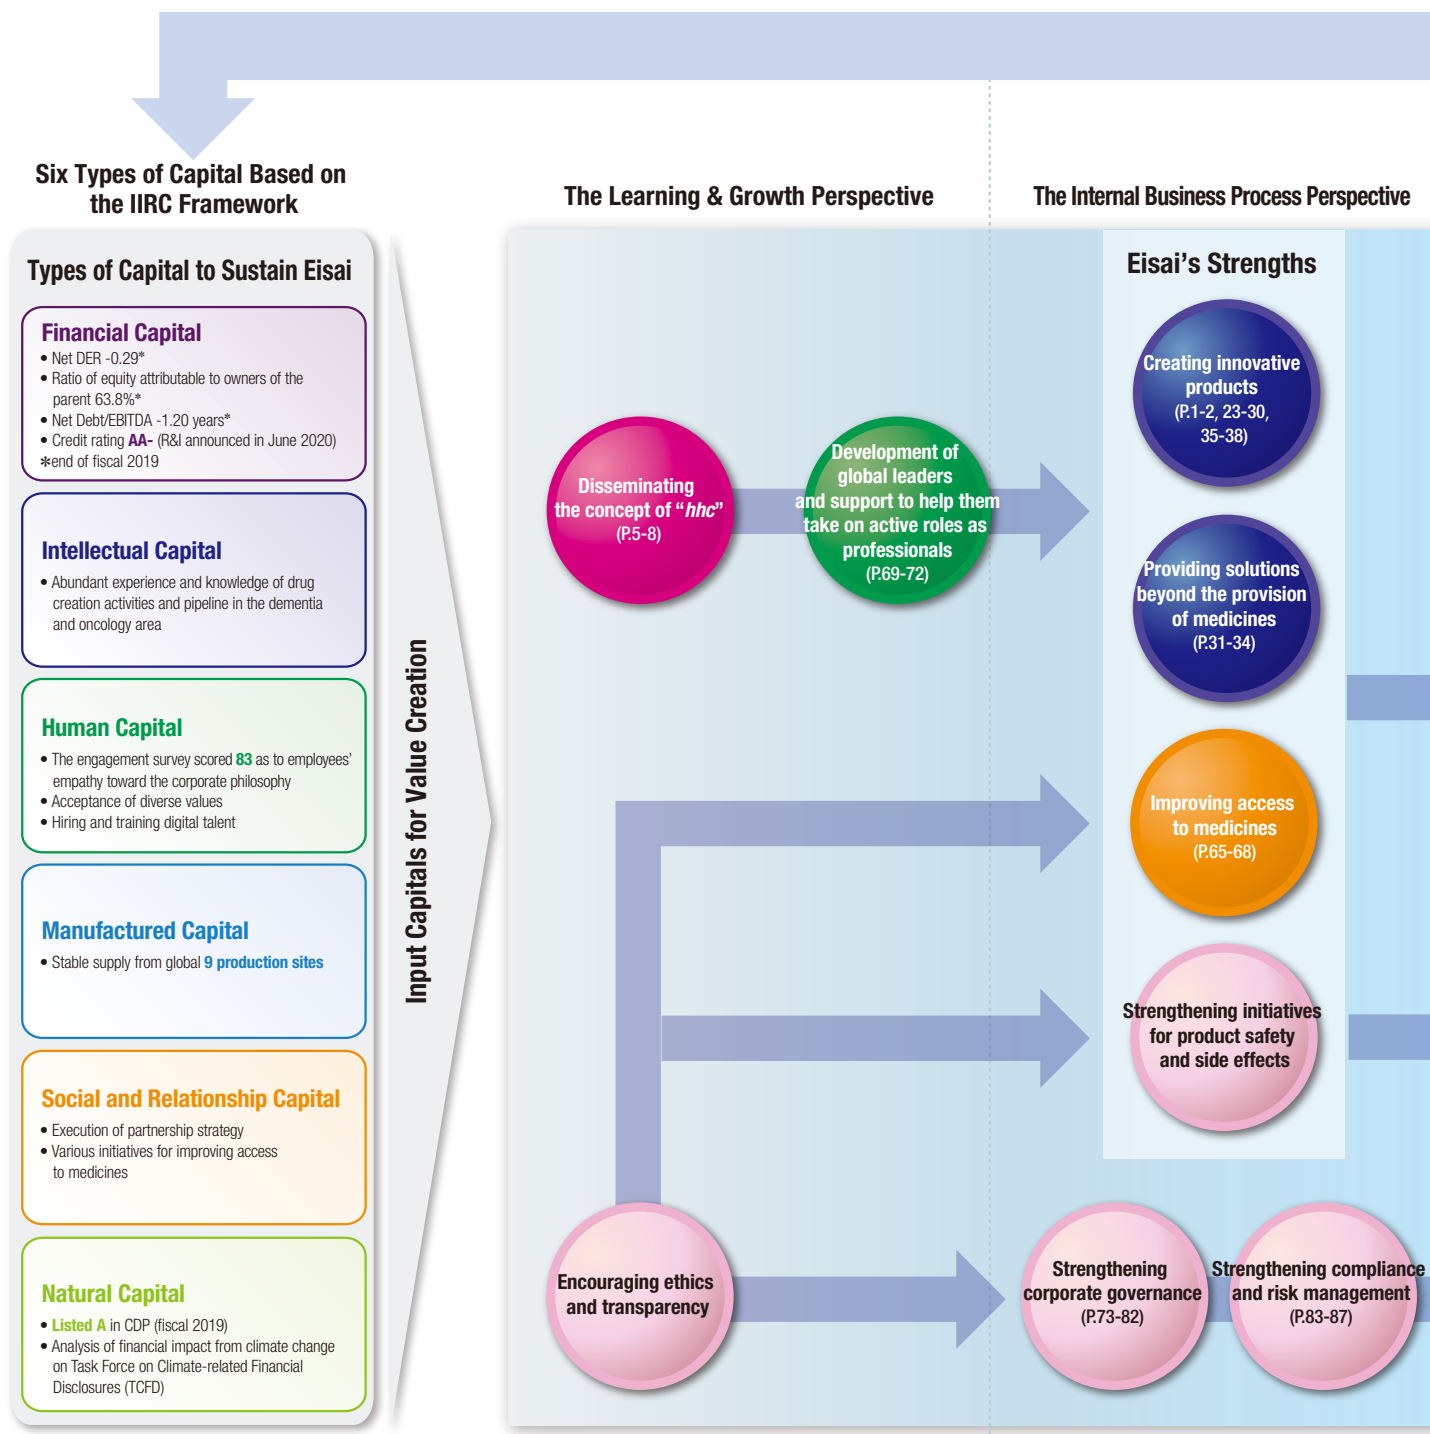 Six Types of Capital Based on
the IIRC Framework
Types of Capital to Sustain Eisai
Financial Capital
• Net DER -0.29*
• Ratio of equity attributable to owners of the
parent 63.8%*
• Net Debt/EBITDA -1.20 years*
• Credit rating AA- (R&I announced in June 2020)
*end of fiscal 2019
Intellectual Capital
• Abundant experience and knowledge of drug
creation activities and pipeline in the dementia
and oncology area
Human Capital
• The engagement survey scored 83 as to employees’
empathy toward the corporate philosophy
• Acceptance of diverse values
• Hiring and training digital talent
Manufactured Capital
• Stable supply from global 9 production sites
Social and Relationship Capital
• Execution of partnership strategy
• Various initiatives for improving access
to medicines
Natural Capital
• Listed A in CDP (fiscal 2019)
• Analysis of financial impact from climate change
on Task Force on Climate-related Financial
Disclosures (TCFD)
Input Capitals for Value Creation
The Learning & Growth Perspective
Disseminating
the concept of “hhc”
(P.5-8)
Development of
global leaders
and support to help them
take on active roles as
professionals
(P.69-72)
Encouraging ethics
and transparency
The Internal Business Process Perspective
Eisai’s Strengths
Creating innovative
products
(P.1-2, 23-30,
35-38)
Providing solutions
beyond the provision
of medicines
(P.31-34)
Improving access
to medicines
(P.65-68)
Strengthening initiatives
for product safety
and side effects
Strengthening
corporate governance
(P.73-82)
Strengthening compliance
and risk management
(P.83-87)